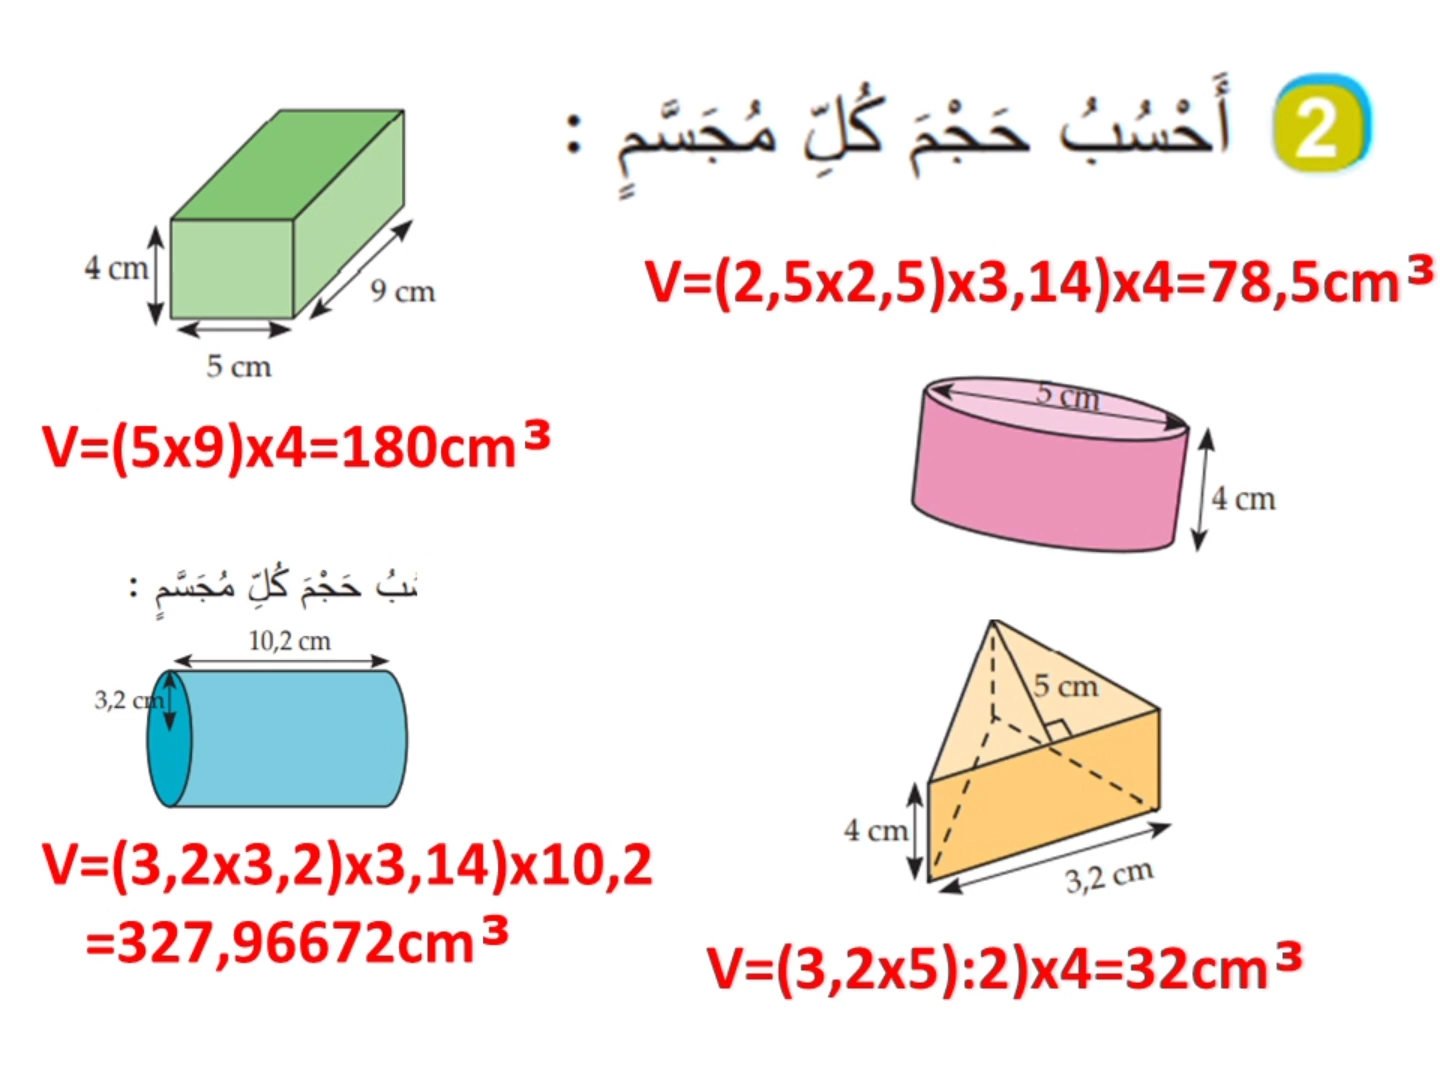 2 أَحْسُبُ حَجْمَ كُلِّ مُجَسَّمٍ :
4 cm
9 cm
5 cm
V=(5x9)x4=180cm³
V=(2,5x2,5)x3,14)x4=78,5cm³
5 cm
4 cm
سُبُ حَجْمَ كُلِّ مُجَسَّمٍ :
10,2 cm
3,2 cm
V=(3,2x3,2)x3,14)x10,2
=327,96672cm³
5 cm
4 cm
3,2 cm
V=(3,2x5):2)x4=32cm³